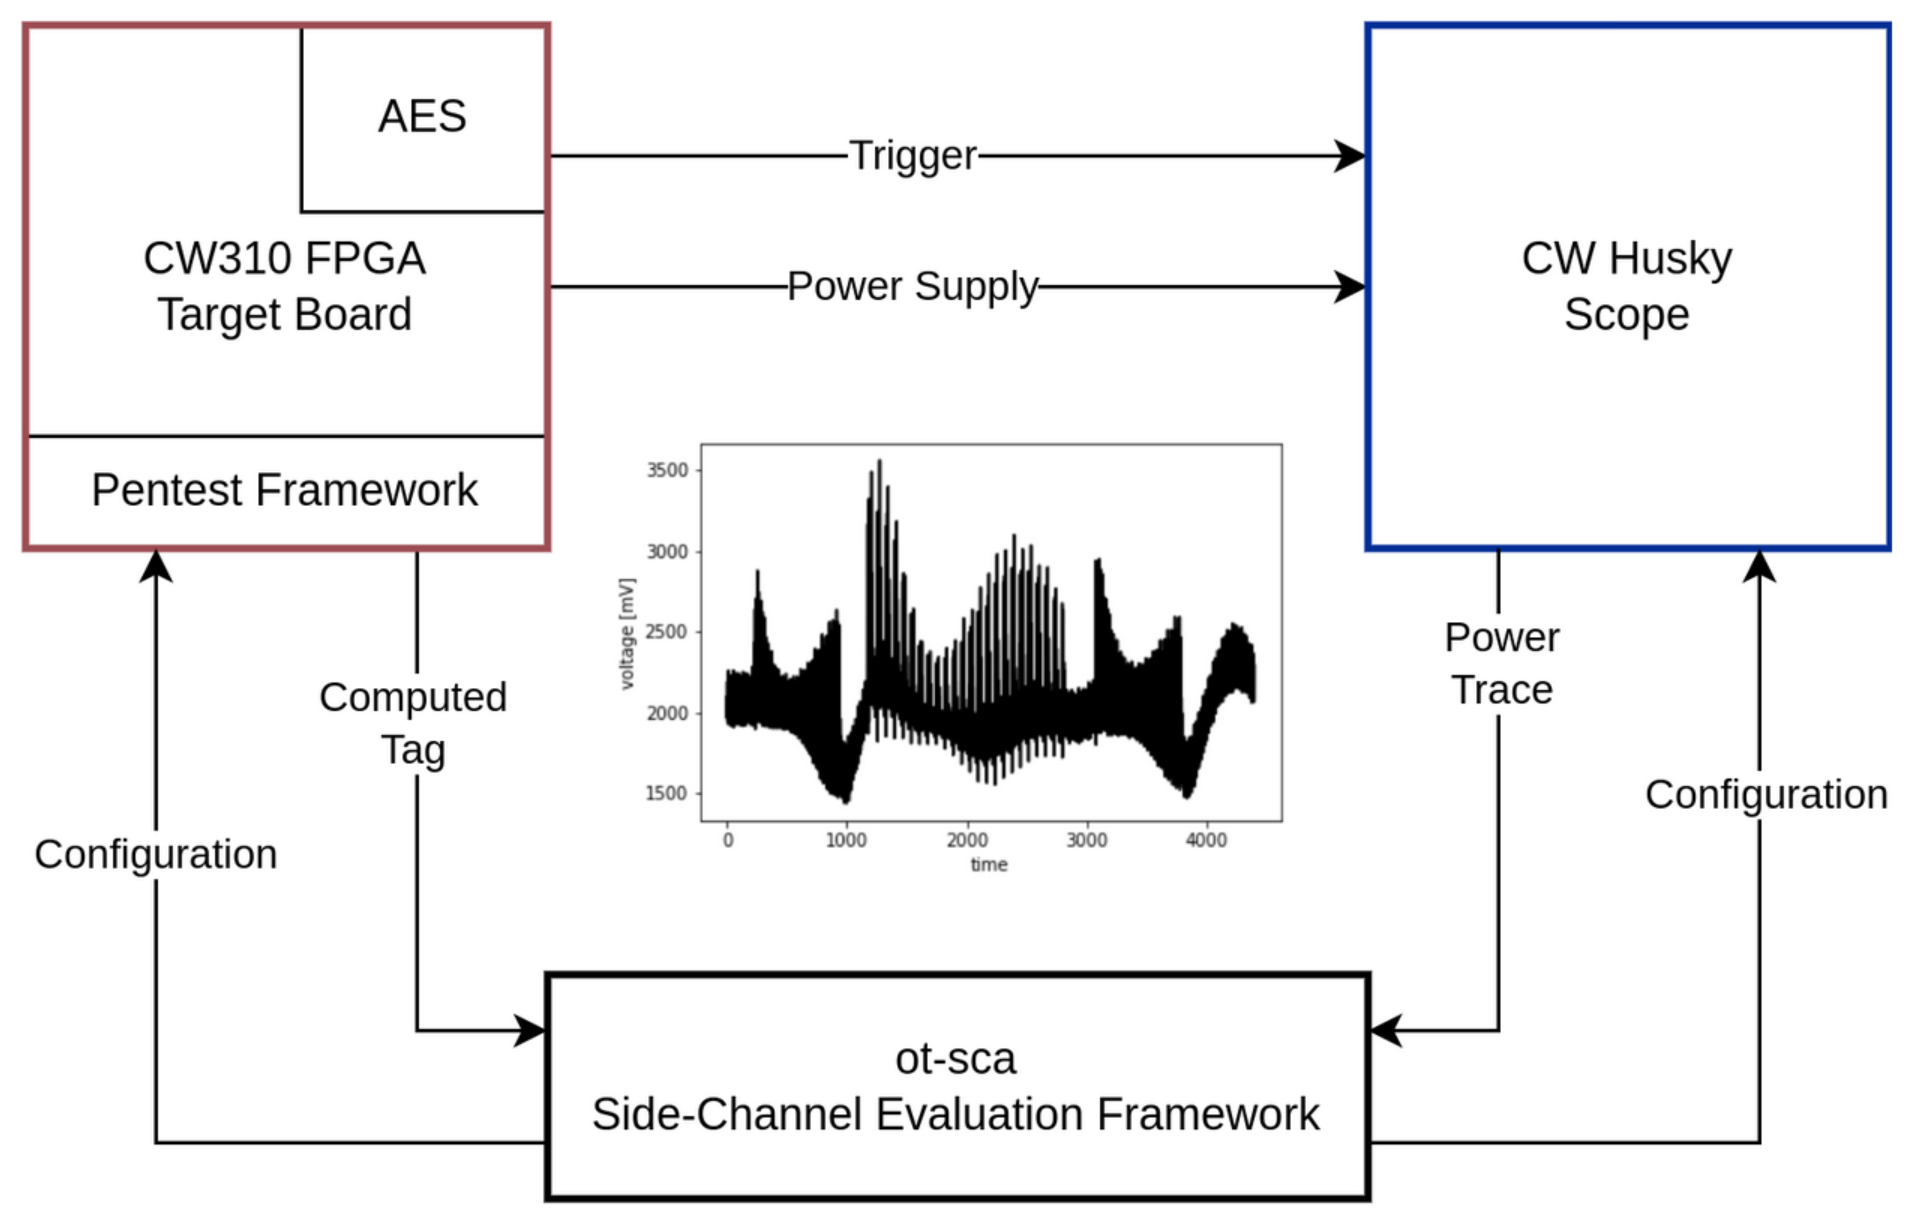 AES
CW310 FPGA
Target Board
Pentest Framework
Trigger
Power Supply
CW Husky
Scope
3500
3000
2500
2000
1500
voltage [mV]
0 1000 2000 3000 4000
time
Computed
Tag
Configuration
Power
Trace
Configuration
ot-sca
Side-Channel Evaluation Framework